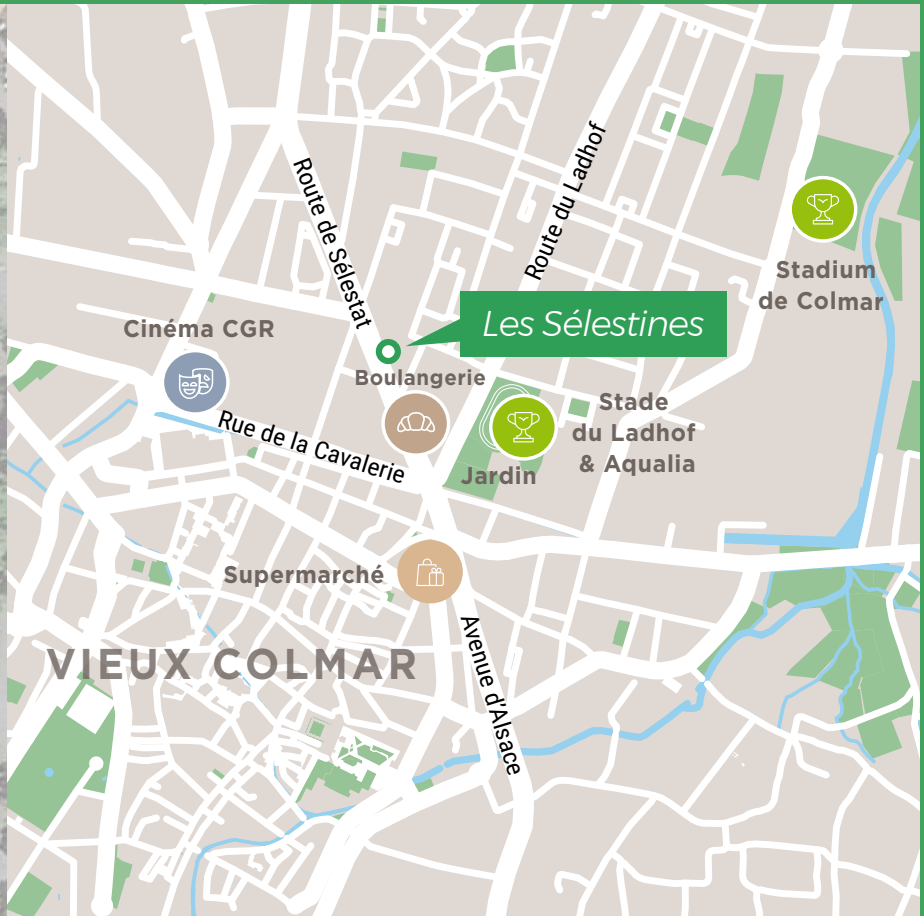 Route de Sélestat
Route du Ladhof
Stadium
de Colmar
Les Sélestines
Cinéma CGR
Boulangerie
Stade
du Ladhof
& Aqualia
Rue de la Cavalerie
Jardin
Supermarché
VIEUX COLMAR
Avenue d'Alsace